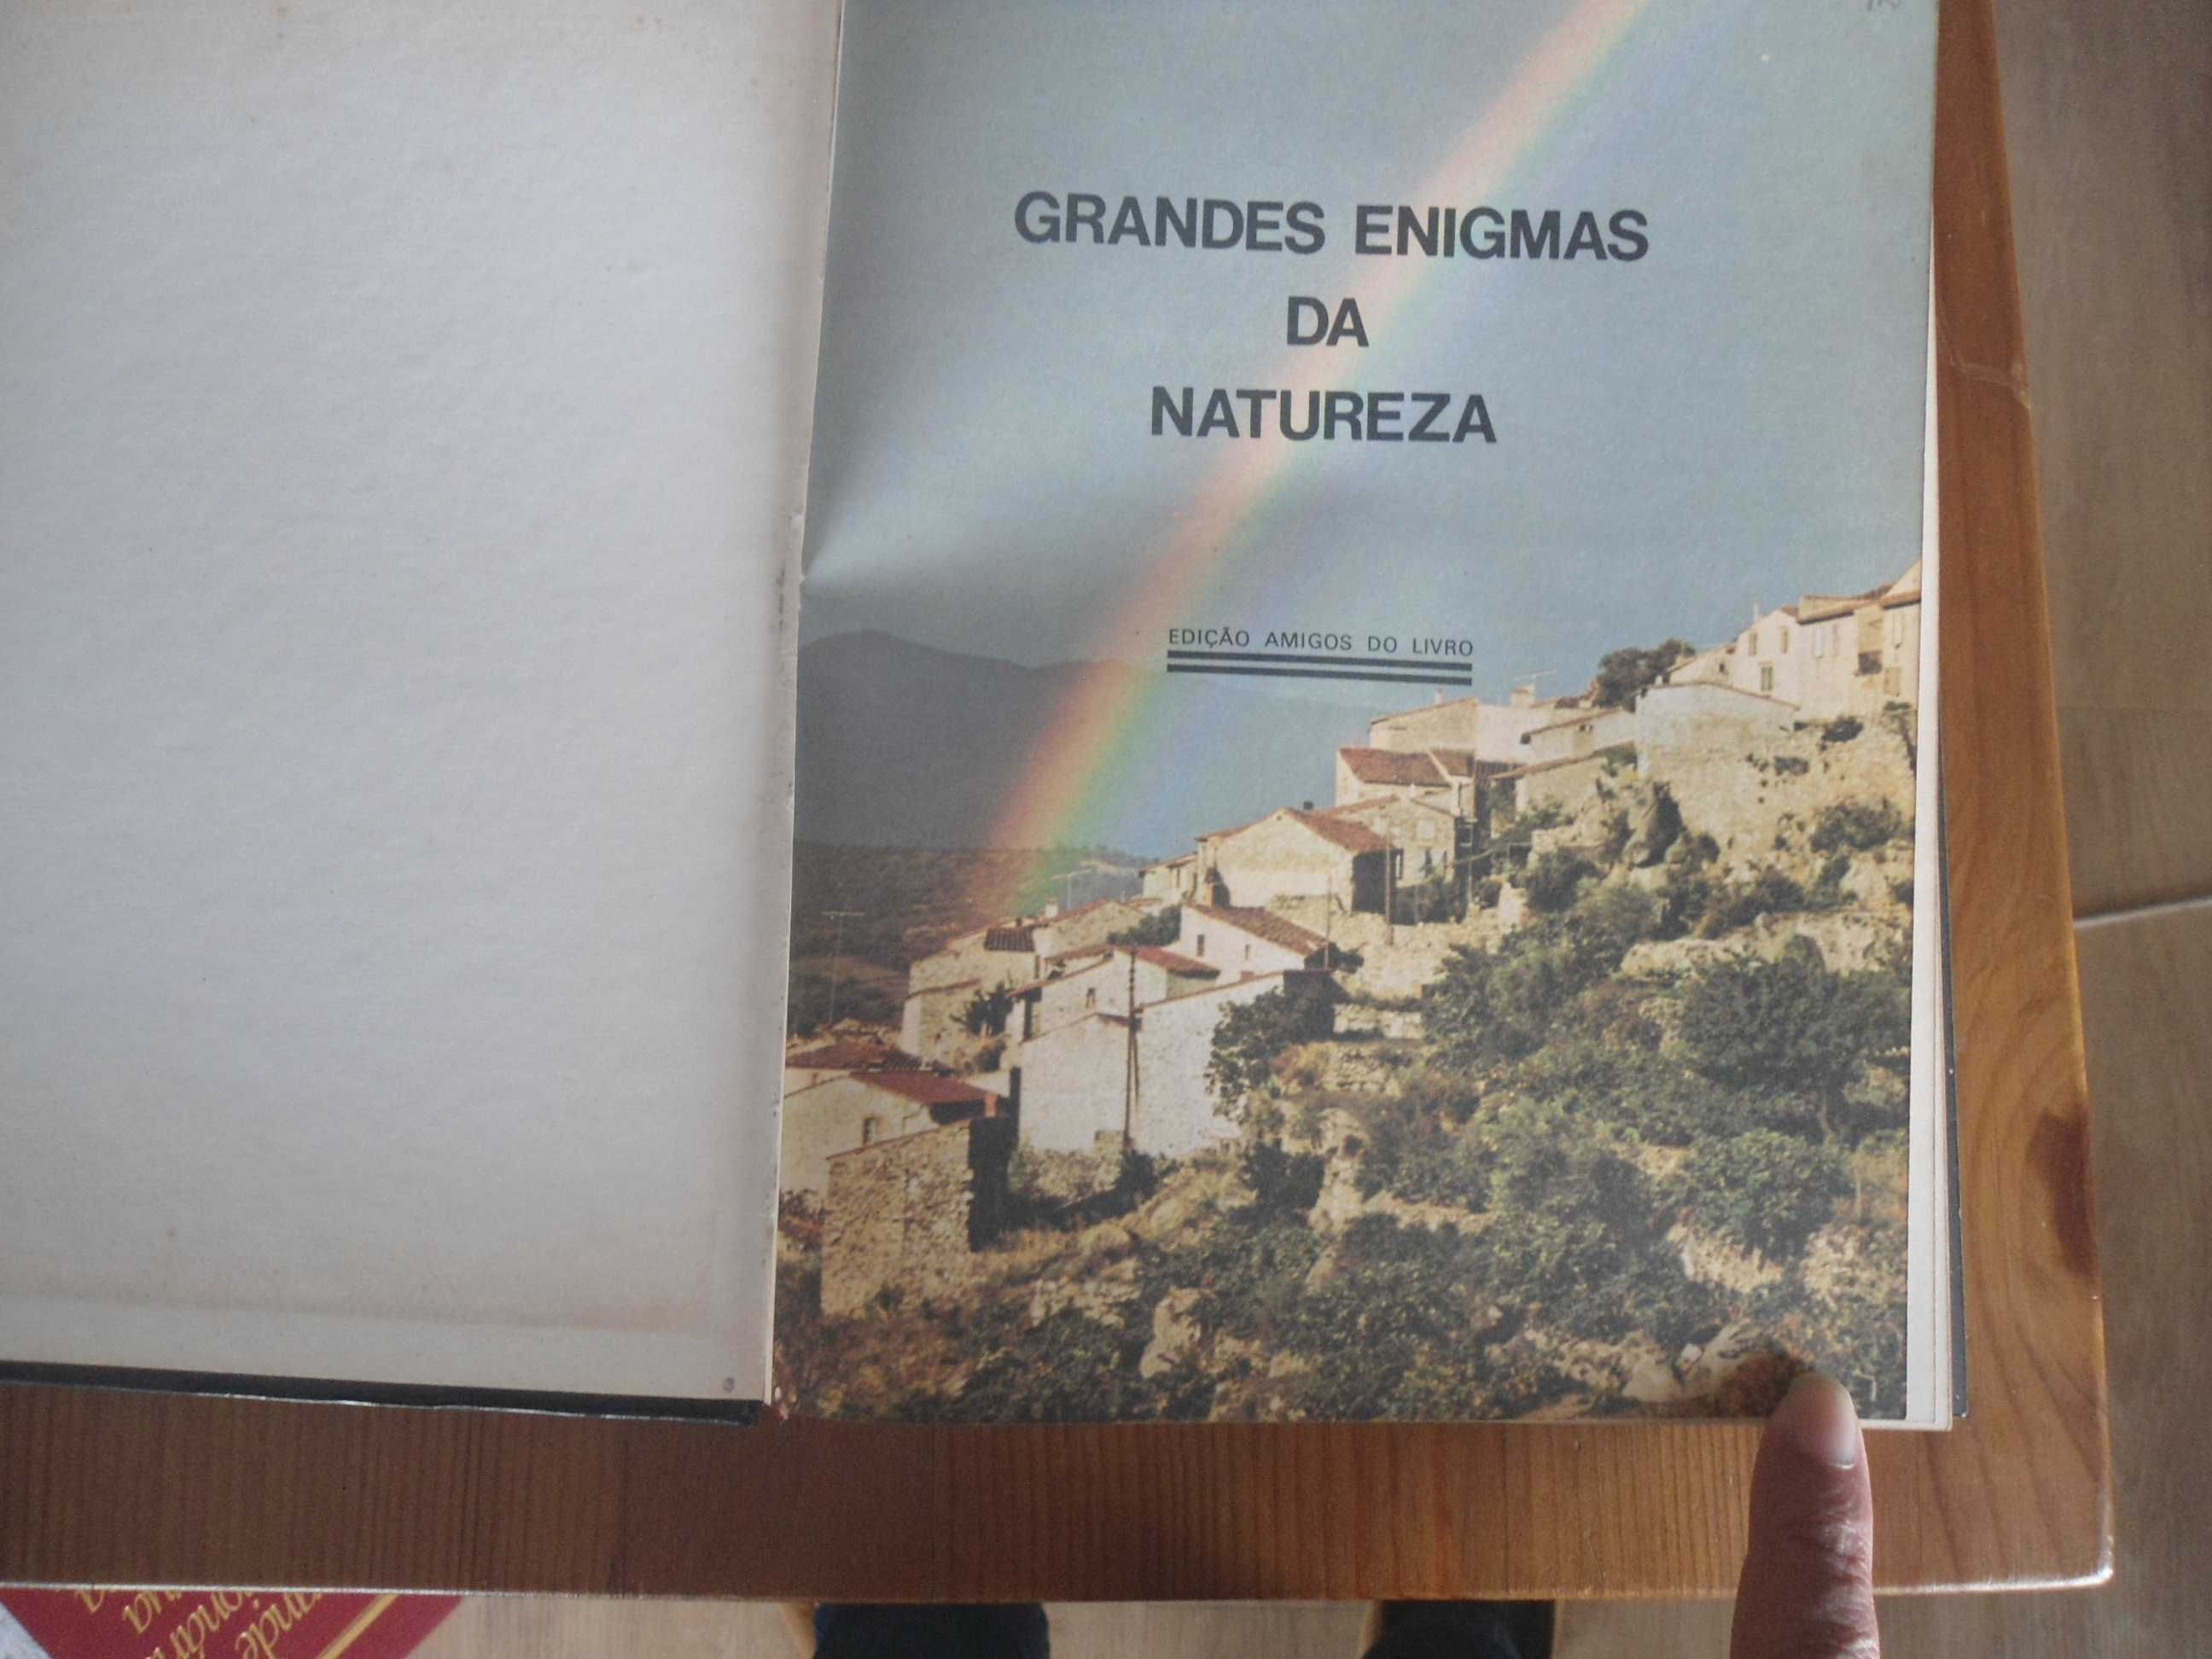 GRANDES ENIGMAS
DA
NATUREZA
EDIÇÃO AMIGOS DO LIVRO